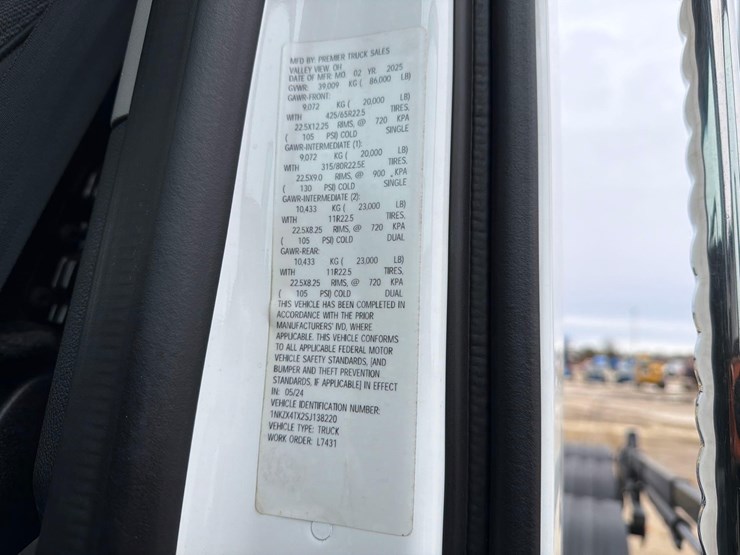 MFD BY: PREMIER TRUCK SALES
VALLEY VIEW, OH
DATE OF MFR: MO. 02 YR. 2025
GVWR: 39,009 KG ( 86,000 LB)
GAWR-FRONT:
9,072 KG ( 20,000 LB)
WITH 425/65R22.5 TIRES,
22.5X12.25 RIMS, @ 720 KPA
( 105 PSI) COLD SINGLE
GAWR-INTERMEDIATE (1):
9,072 KG ( 20,000 LB)
WITH 315/80R22.5E TIRES,
22.5X9.0 RIMS, @ 900 KPA
( 130 PSI) COLD SINGLE
GAWR-INTERMEDIATE (2):
10,433 KG ( 23,000 LB)
WITH 11R22.5 TIRES,
22.5X8.25 RIMS, @ 720 KPA
( 105 PSI) COLD DUAL
GAWR-REAR:
10,433 KG ( 23,000 LB)
WITH 11R22.5 TIRES,
22.5X8.25 RIMS, @ 720 KPA
( 105 PSI) COLD DUAL
THIS VEHICLE HAS BEEN COMPLETED IN
ACCORDANCE WITH THE PRIOR
MANUFACTURERS' IVD, WHERE
APPLICABLE. THIS VEHICLE CONFORMS
TO ALL APPLICABLE FEDERAL MOTOR
VEHICLE SAFETY STANDARDS, [AND
BUMPER AND THEFT PREVENTION
STANDARDS, IF APPLICABLE] IN EFFECT
IN: 05/24
VEHICLE IDENTIFICATION NUMBER:
1NKZX4TX2SJ138220
VEHICLE TYPE: TRUCK
WORK ORDER: L7431